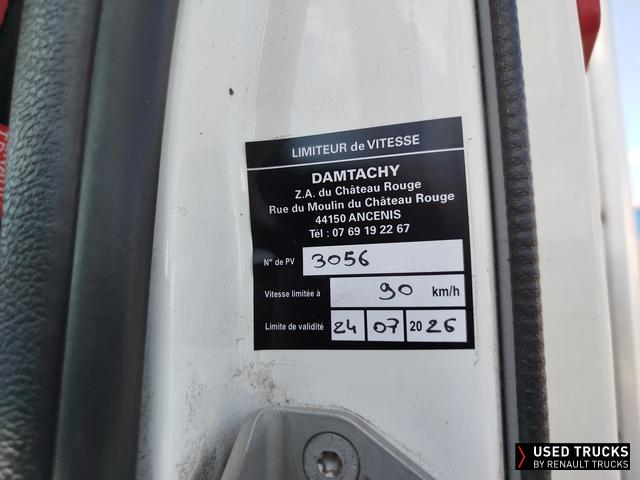 LIMITEUR de VITESSE
DAMTACHY
Z.A. du Château Rouge
Rue du Moulin du Château Rouge
44150 ANCENIS
Tél : 07 69 19 22 67
N° de PV 3056
Vitesse limitée à 90 km/h
Limite de validité 24 07 2026
USED TRUCKS
BY RENAULT TRUCKS